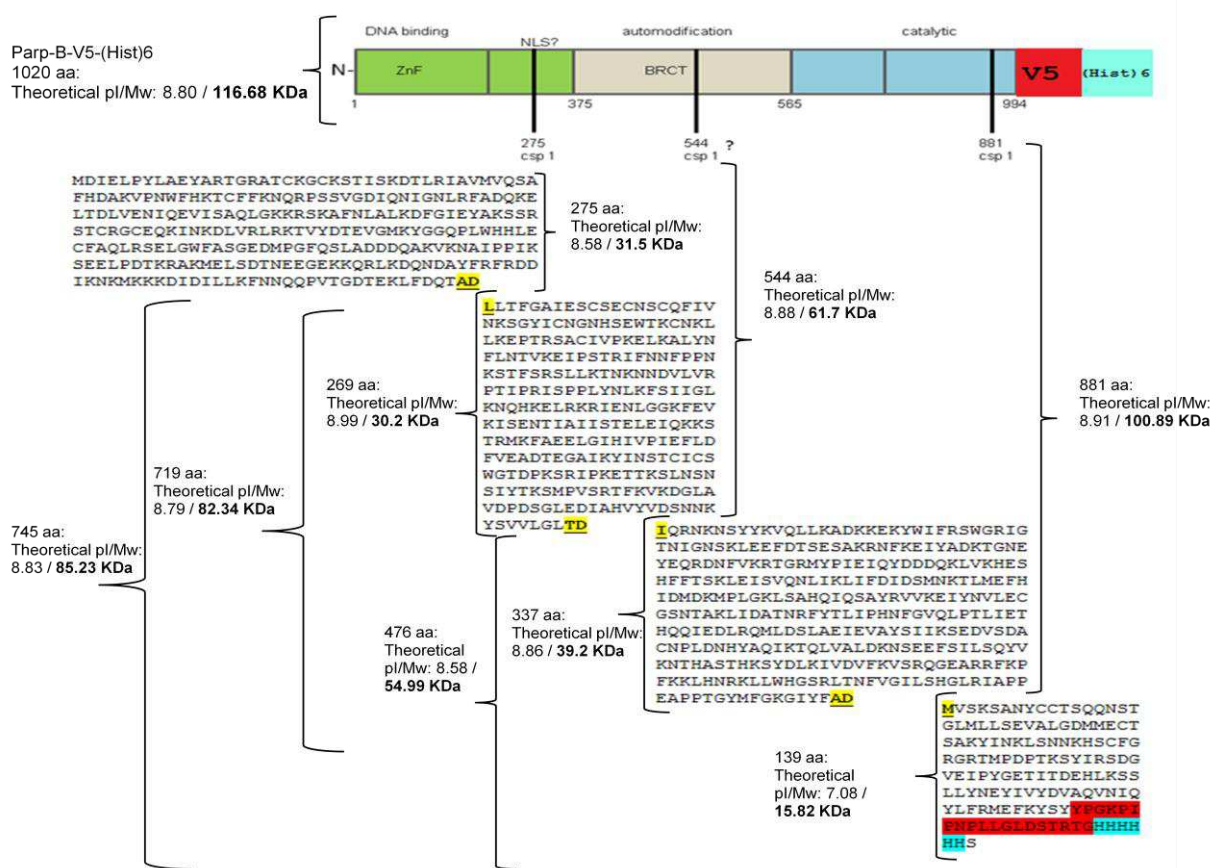 DNA binding
automodification
catalytic
NLS?
Parp-B-V5-(Hist)6
1020 aa:
Theoretical pI/Mw: 8.80 / 116.68 KDa
N-
ZnF
BRCT
V5
(Hist)6
1
375
565
994
275
csp 1
544 ?
csp 1
881
csp 1
MDIELPYLAEYARTGRATCKGCKSTISKDTLRIAVMVQSA
FHDAKVPNWFHKTCFFKNQRPSSVGDIQNIGNLRFADQKE
LTDLVENIQEVISAQLGKKRSKAFNLALKDFGIEYAKSSR
STCRGCEQKINKDLVRLRKTVYDTEVGMKYGGQPLWHHLE
CFAQLRSELGWFASGEDMPGFQSLADDDQAKVKNAIPPIK
SEELPDTKRAKMELSDTNEEGEKKQRLKDQNDAYFRFRDD
IKNKMKKKDIDILLKFNNQQPVTGDTEKLFDQTAD
275 aa:
Theoretical pI/Mw:
8.58 / 31.5 KDa
544 aa:
Theoretical pI/Mw:
8.88 / 61.7 KDa
LLTFGAIESCSECNSCQFIV
NKSGYICNGNHSEWTKCNKL
LKEPTRSACIVPKELKALYN
FLNTVKEIPSTRIFNNFPPN
KSTFSRSLLKTNKNNDVLVR
PTIPRISPPLYNLKFSIIGL
KNQHKELRKRIENLGGKFEV
KISENTIAIISTELEIQKKS
TRMKFAEELGIHIVPIEFLD
FVEADTEGAIKYINSTCICS
WGTDPKSRIPKETTKSLNSN
SIYTKSMPVSRTFKVKDGLA
VDPDSGLEDIAHVYVDSNNK
YSVVLGLTD
269 aa:
Theoretical pI/Mw:
8.99 / 30.2 KDa
881 aa:
Theoretical pI/Mw:
8.91 / 100.89 KDa
719 aa:
Theoretical pI/Mw:
8.79 / 82.34 KDa
745 aa:
Theoretical pI/Mw:
8.83 / 85.23 KDa
IQRNKNSYYKVQLLKADKKEKYWIFRSWGRIG
TNIGNSKLEEFDTSESAKRNFKEIYADKTGNE
YEQRDNFVKRTGRMYPIEIQYDDDQKLVKHES
HFFTSKLEISVQNLIKLIFDIDSMNKTLMEFH
IDMDKMPLGKLSAHQIQSAYRVVKEIYNVLEC
GSNTAKLIDATNRFYTLIPHNFGVQLPTLIET
HQQIEDLRQMLDSLAEIEVAYSIIKSEDVSDA
CNPLDNHYAQIKTQLVALDKNSEEFSILSQYV
KNTHASTHKSYDLKIVDVFKVSRQGEARRFKP
FKKLHNRKLLWHGSRLTNFVGILSHGLRIAPP
EAPPTGYMFGKGIYFAD
337 aa:
Theoretical pI/Mw:
8.86 / 39.2 KDa
476 aa:
Theoretical
pI/Mw: 8.58 /
54.99 KDa
MVSKSANYCCTSQQNST
GLMLLSEVALGDMMECT
SAKYINKLSNNKHSCFG
RGRTMPDPTKSYIRSDG
VEIPYGETITDEHLKSS
LLYNEYIVYDVAQVNIQ
YLFRMEFKYSYYPGKPI
PNPLLGLDSTRTGHHHH
HHS
139 aa:
Theoretical
pI/Mw: 7.08 /
15.82 KDa